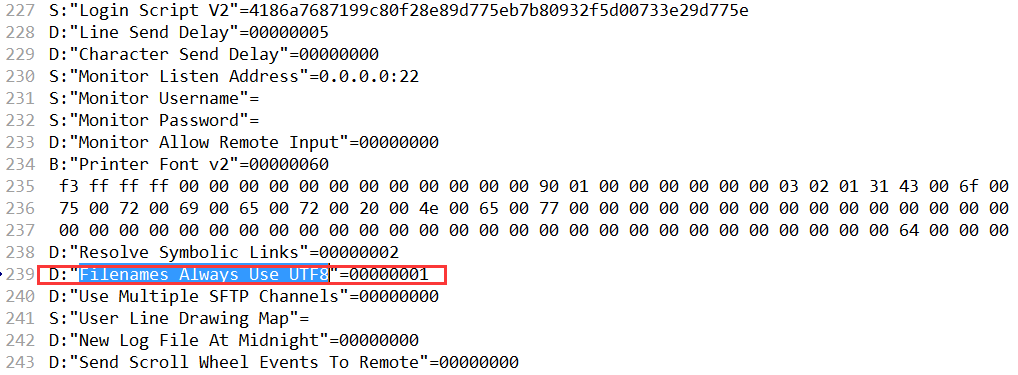 227 S:"Login Script V2"=4186a7687199c80f28e89d775eb7b80932f5d00733e29d775e
228 D:"Line Send Delay"=00000005
229 D:"Character Send Delay"=00000000
230 S:"Monitor Listen Address"=0.0.0.0:22
231 S:"Monitor Username"=
232 S:"Monitor Password"=
233 D:"Monitor Allow Remote Input"=00000000
234 B:"Printer Font v2"=00000060
235 f3 ff ff ff 00 00 00 00 00 00 00 00 00 00 00 00 90 01 00 00 00 00 00 00 03 02 01 31 43 00 6f 00
236 75 00 72 00 69 00 65 00 72 00 20 00 4e 00 65 00 77 00 00 00 00 00 00 00 00 00 00 00 00 00 00 00
237 00 00 00 00 00 00 00 00 00 00 00 00 00 00 00 00 00 00 00 00 00 00 00 00 00 00 00 00 64 00 00 00
238 D:"Resolve Symbolic Links"=00000002
239 D:"Filenames Always Use UTF8"=00000001
240 D:"Use Multiple SFTP Channels"=00000000
241 S:"User Line Drawing Map"=
242 D:"New Log File At Midnight"=00000000
243 D:"Send Scroll Wheel Events To Remote"=00000000